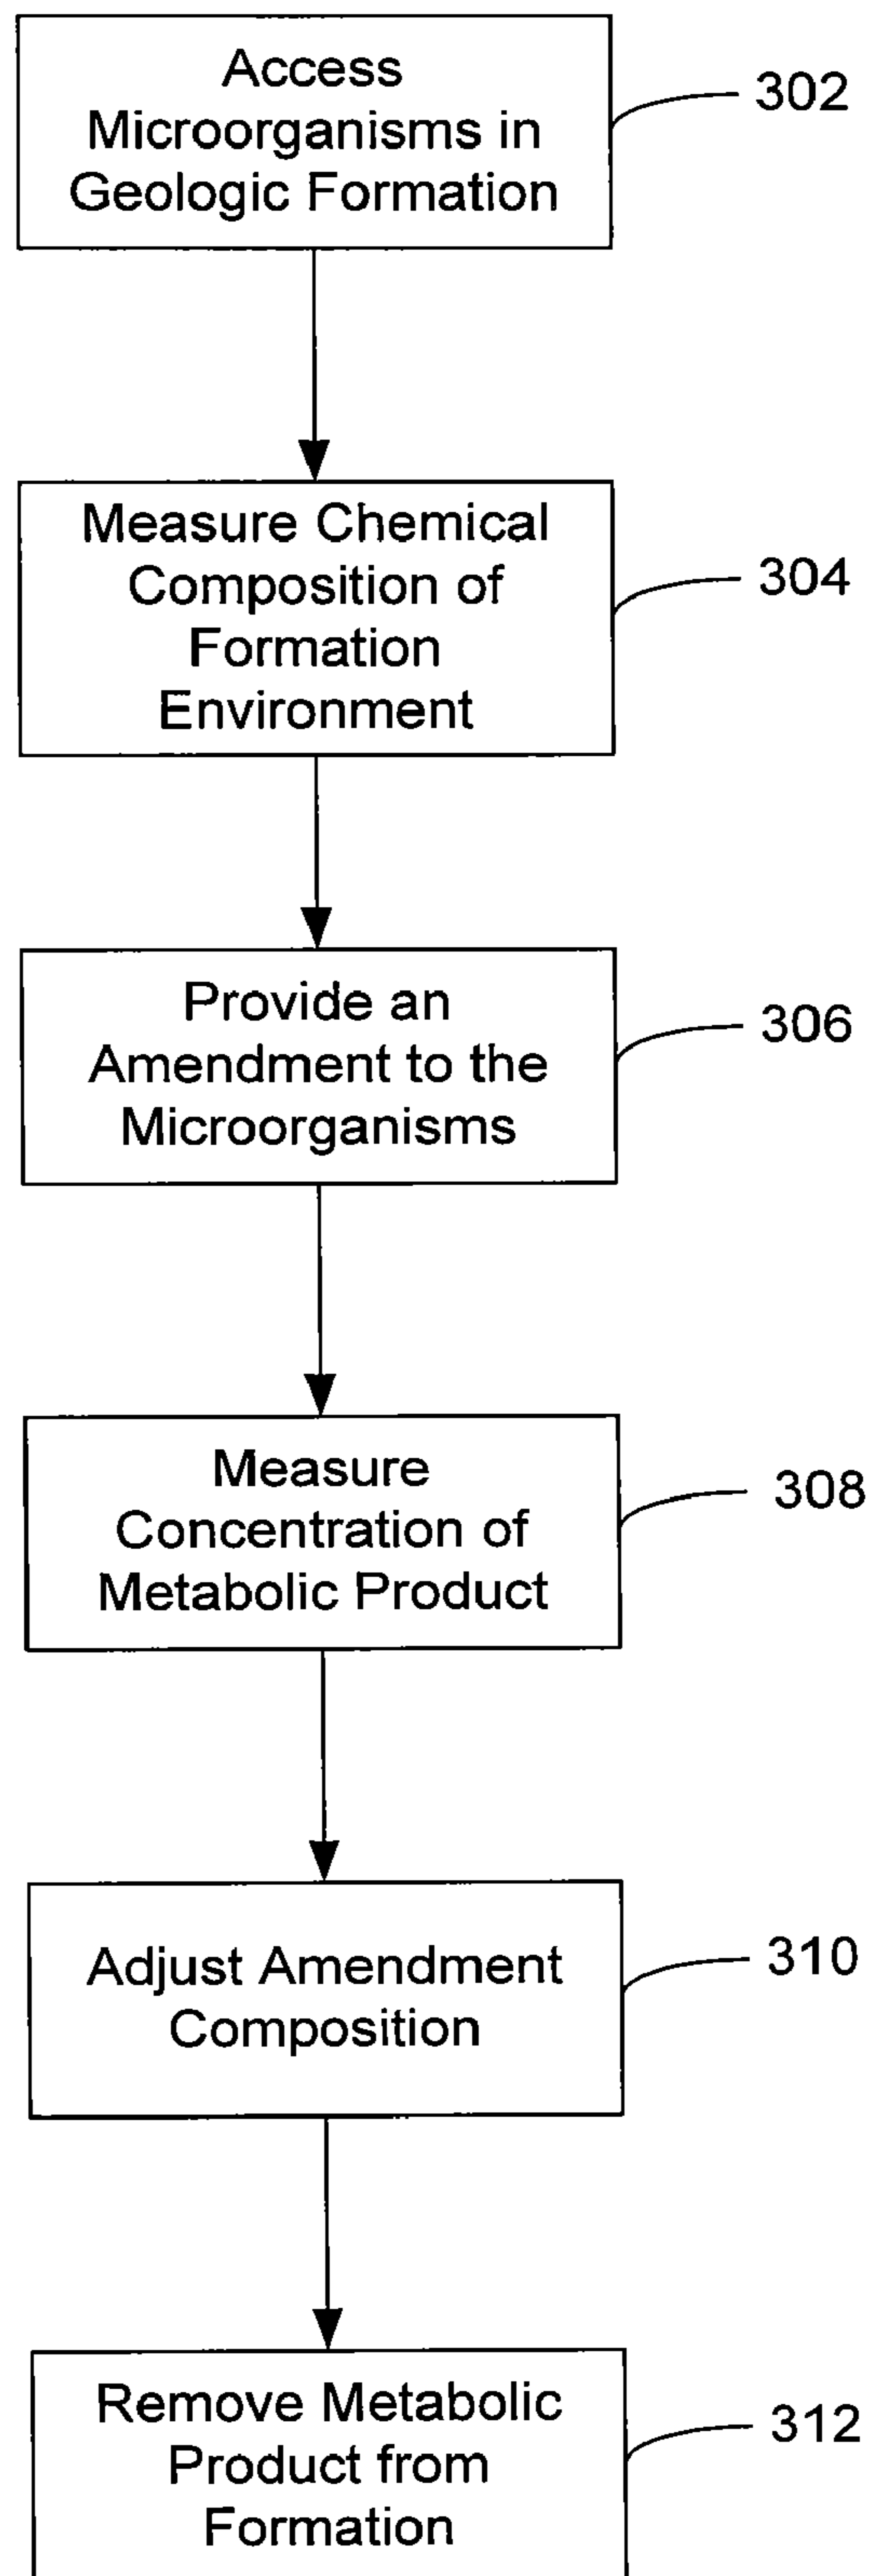 Access
Microorganisms in
Geologic Formation
302
Measure Chemical
Composition of
Formation
Environment
304
Provide an
Amendment to the
Microorganisms
306
Measure
Concentration of
Metabolic Product
308
Adjust Amendment
Composition
310
Remove Metabolic
Product from
Formation
312